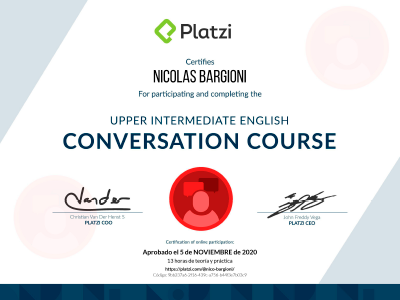 Platzi
Certifies
NICOLAS BARGIONI
For participating and completing the
UPPER INTERMEDIATE ENGLISH
CONVERSATION COURSE
Christian Van Der Henst S
PLATZI COO
John Freddy Vega
PLATZI CEO
Certification of online participation:
Aprobado el 5 de NOVIEMBRE de 2020
13 horas de teoría y práctica
https://platzi.com/@nico-bargioni/
Código: